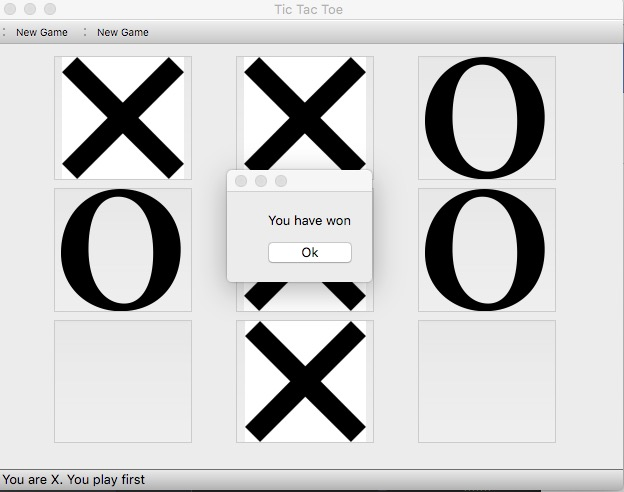 Tic Tac Toe
New Game New Game
X X O
You have won
Ok
O X O
X
You are X. You play first